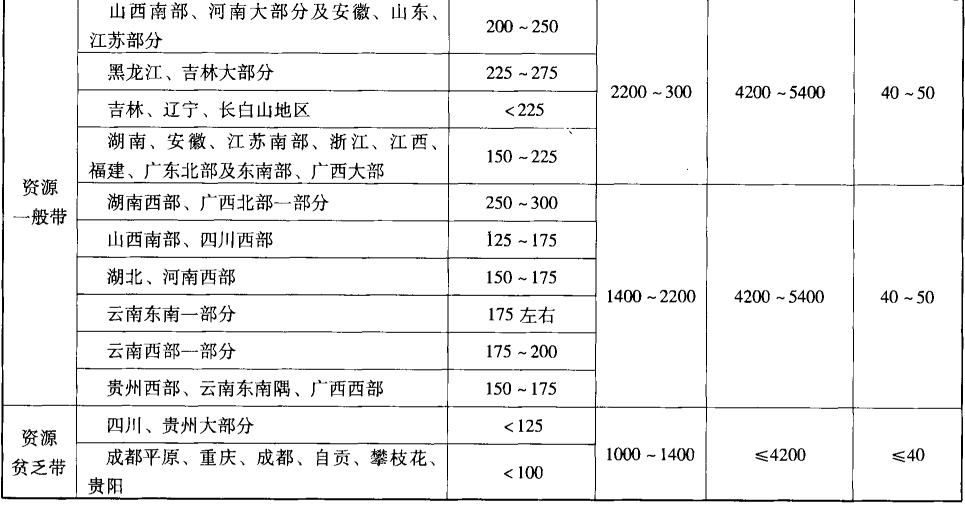 山西南部、河南大部分及安徽、山东、
江苏部分
200～250
黑龙江、吉林大部分
225～275
吉林、辽宁、长白山地区
<225
湖南、安徽、江苏南部、浙江、江西、
福建、广东北部及东南部、广西大部
150～225
2200～300
4200～5400
40～50
资源
一般带
湖南西部、广西北部一部分
250～300
山西南部、四川西部
125～175
湖北、河南西部
150～175
云南东南一部分
175左右
云南西部一部分
175～200
贵州西部、云南东南隅、广西西部
150～175
1400～2200
4200～5400
40～50
资源
贫乏带
四川、贵州大部分
<125
成都平原、重庆、成都、自贡、攀枝花、
贵阳
<100
1000～1400
≤4200
≤40